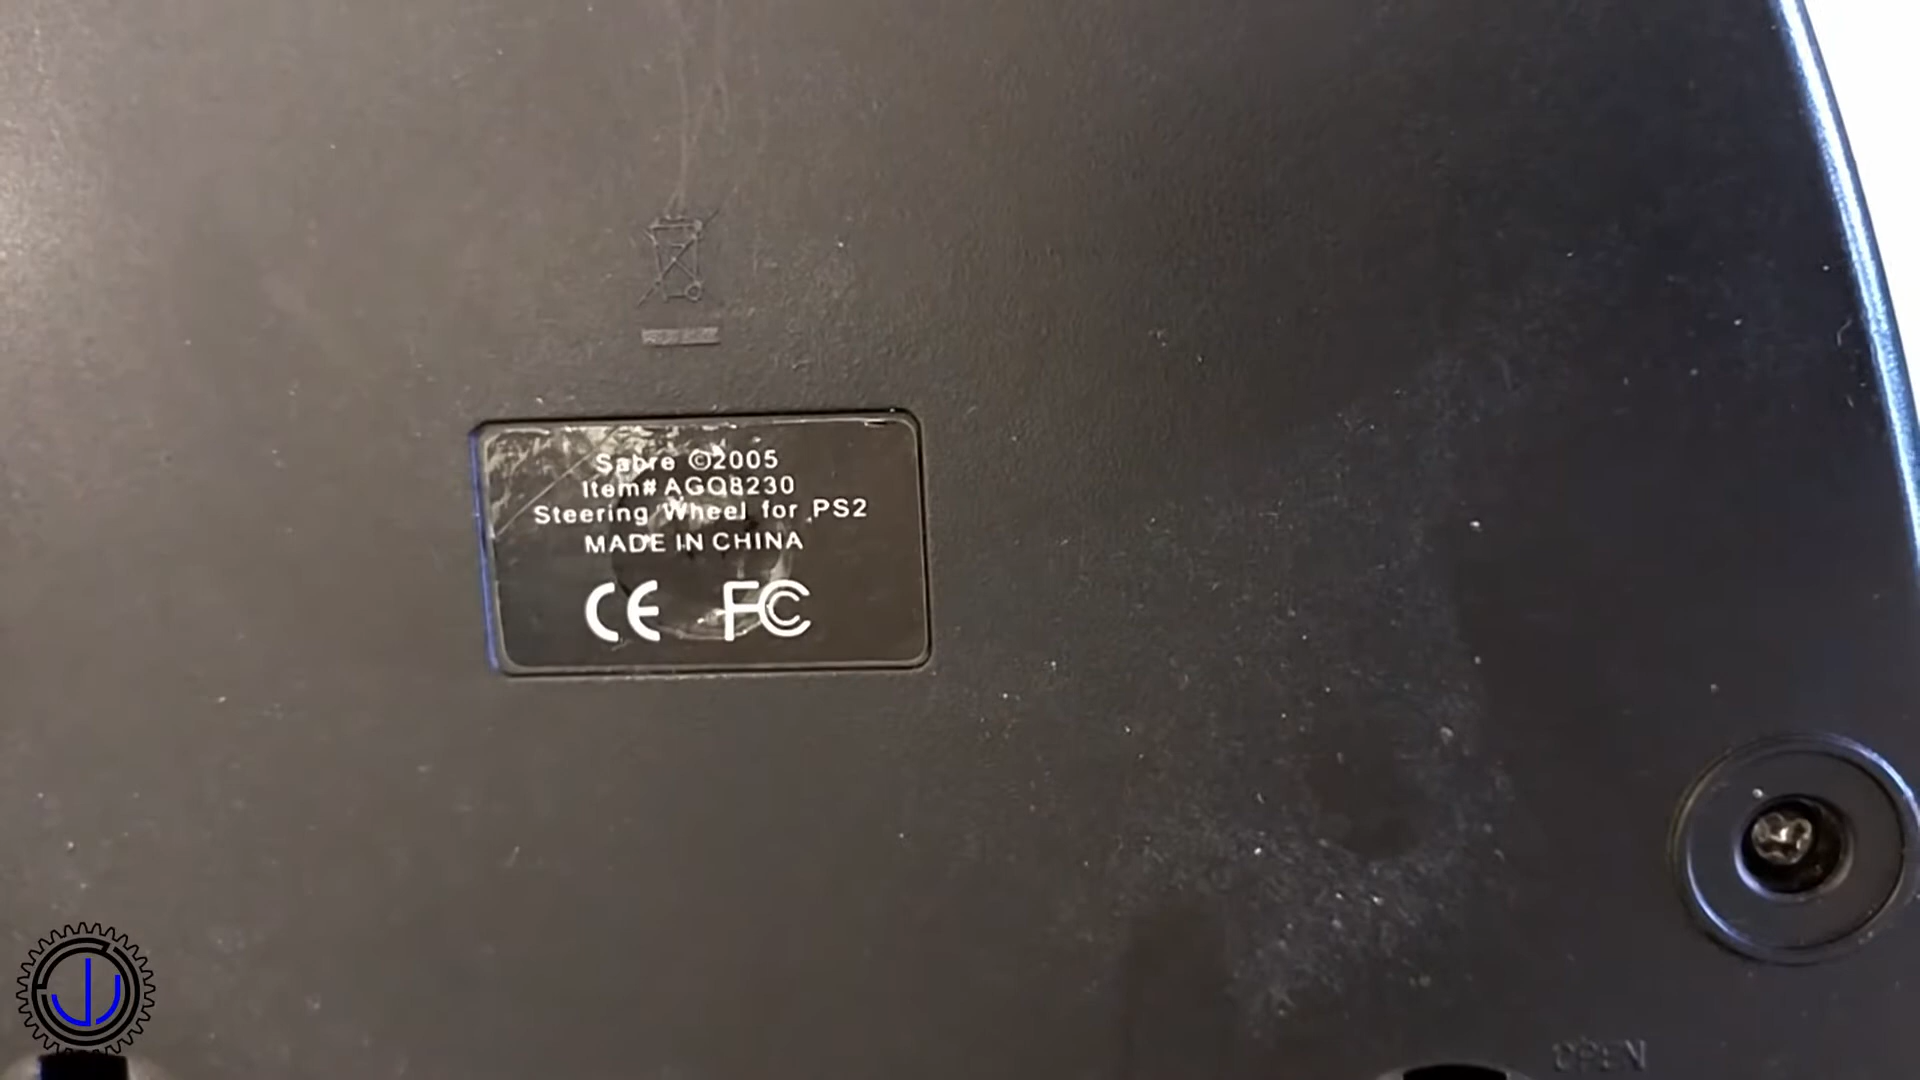 Sabre ©2005
Item# AGQ8230
Steering Wheel for PS2
MADE IN CHINA
CE FC
OPEN